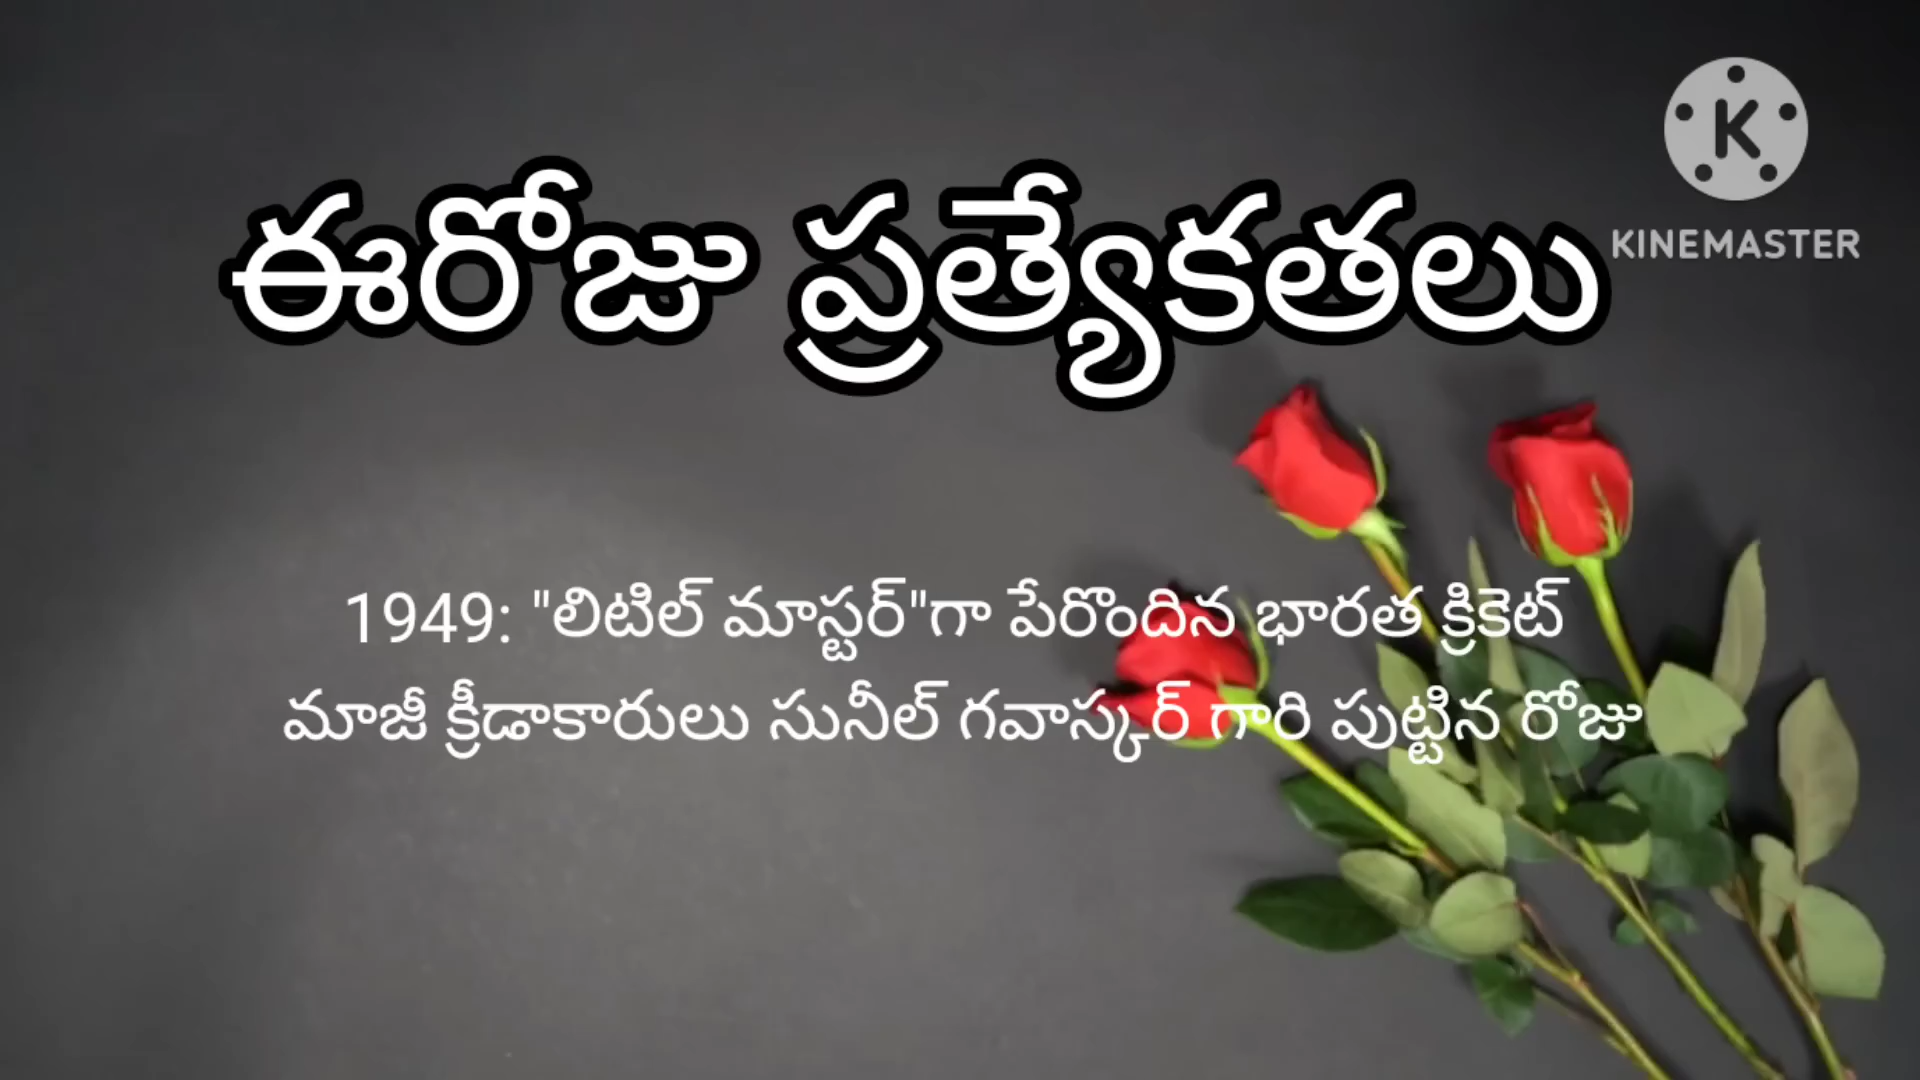 ఈరోజు ప్రత్యేకతలు
KINEMASTER
1949: "లిటిల్ మాస్టర్"గా పేరొందిన భారత క్రికెట్
మాజీ క్రీడాకారులు సునీల్ గవాస్కర్ గారి పుట్టిన రోజు